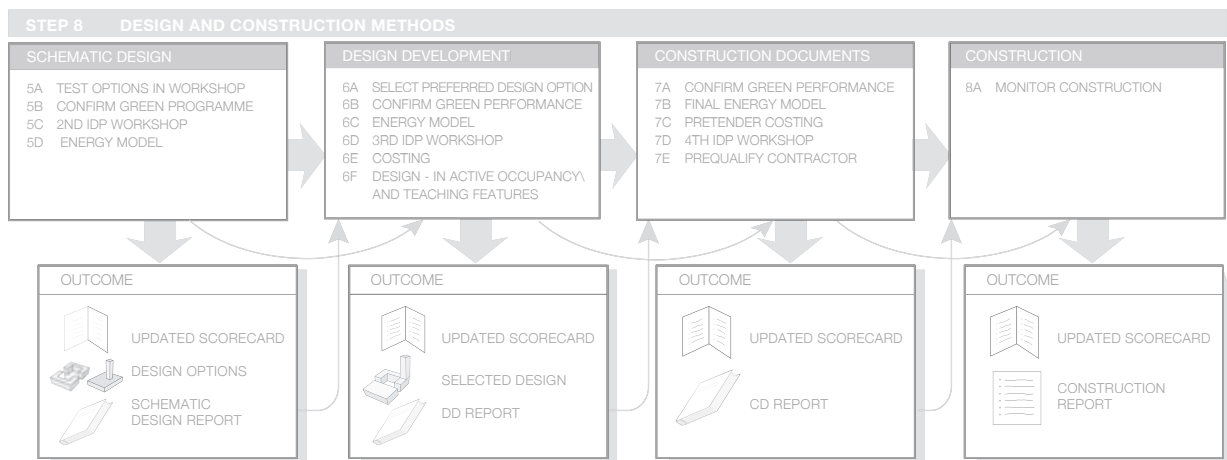 STEP 8 DESIGN AND CONSTRUCTION METHODS
SCHEMATIC DESIGN
5A TEST OPTIONS IN WORKSHOP
5B CONFIRM GREEN PROGRAMME
5C 2ND IDP WORKSHOP
5D ENERGY MODEL
DESIGN DEVELOPMENT
6A SELECT PREFERRED DESIGN OPTION
6B CONFIRM GREEN PERFORMANCE
6C ENERGY MODEL
6D 3RD IDP WORKSHOP
6E COSTING
6F DESIGN - IN ACTIVE OCCUPANCY\
AND TEACHING FEATURES
CONSTRUCTION DOCUMENTS
7A CONFIRM GREEN PERFORMANCE
7B FINAL ENERGY MODEL
7C PRETENDER COSTING
7D 4TH IDP WORKSHOP
7E PREQUALIFY CONTRACTOR
CONSTRUCTION
8A MONITOR CONSTRUCTION
OUTCOME
UPDATED SCORECARD
DESIGN OPTIONS
SCHEMATIC
DESIGN REPORT
OUTCOME
UPDATED SCORECARD
SELECTED DESIGN
DD REPORT
OUTCOME
UPDATED SCORECARD
CD REPORT
OUTCOME
UPDATED SCORECARD
CONSTRUCTION
REPORT